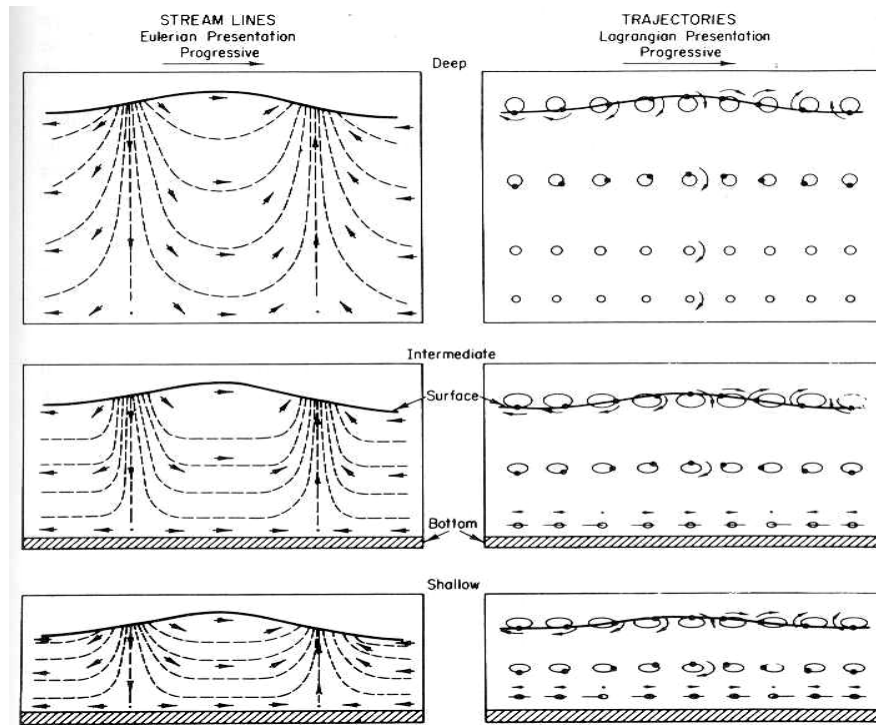 STREAM LINES
Eulerian Presentation
Progressive
TRAJECTORIES
Lagrangian Presentation
Progressive
Deep
Intermediate
Surface
Bottom
Shallow